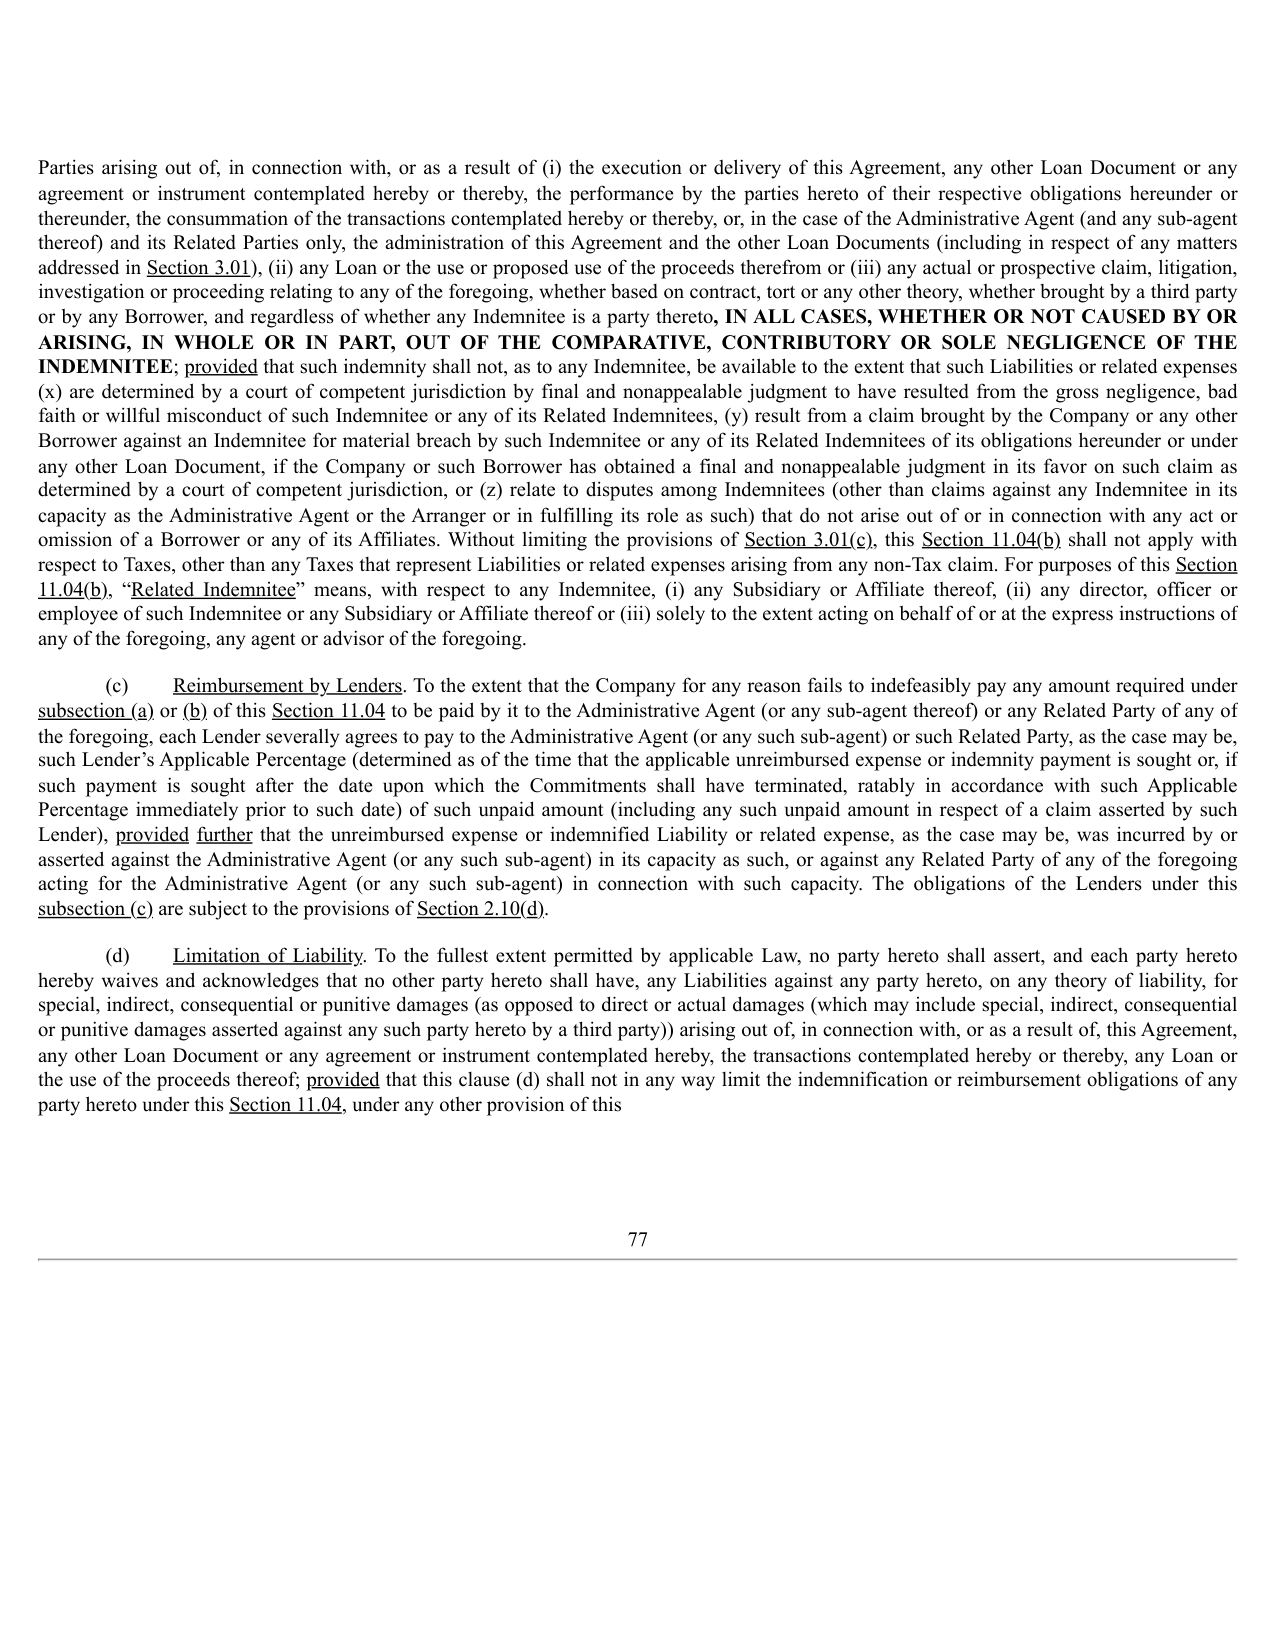 Parties arising out of, in connection with, or as a result of (i) the execution or delivery of this Agreement, any other Loan Document or any
agreement or instrument contemplated hereby or thereby, the performance by the parties hereto of their respective obligations hereunder or
thereunder, the consummation of the transactions contemplated hereby or thereby, or, in the case of the Administrative Agent (and any sub-agent
thereof) and its Related Parties only, the administration of this Agreement and the other Loan Documents (including in respect of any matters
addressed in Section 3.01), (ii) any Loan or the use or proposed use of the proceeds therefrom or (iii) any actual or prospective claim, litigation,
investigation or proceeding relating to any of the foregoing, whether based on contract, tort or any other theory, whether brought by a third party
or by any Borrower, and regardless of whether any Indemnitee is a party thereto, IN ALL CASES, WHETHER OR NOT CAUSED BY OR
ARISING, IN WHOLE OR IN PART, OUT OF THE COMPARATIVE, CONTRIBUTORY OR SOLE NEGLIGENCE OF THE
INDEMNITEE; provided that such indemnity shall not, as to any Indemnitee, be available to the extent that such Liabilities or related expenses
(x) are determined by a court of competent jurisdiction by final and nonappealable judgment to have resulted from the gross negligence, bad
faith or willful misconduct of such Indemnitee or any of its Related Indemnitees, (y) result from a claim brought by the Company or any other
Borrower against an Indemnitee for material breach by such Indemnitee or any of its Related Indemnitees of its obligations hereunder or under
any other Loan Document, if the Company or such Borrower has obtained a final and nonappealable judgment in its favor on such claim as
determined by a court of competent jurisdiction, or (z) relate to disputes among Indemnitees (other than claims against any Indemnitee in its
capacity as the Administrative Agent or the Arranger or in fulfilling its role as such) that do not arise out of or in connection with any act or
omission of a Borrower or any of its Affiliates. Without limiting the provisions of Section 3.01(c), this Section 11.04(b) shall not apply with
respect to Taxes, other than any Taxes that represent Liabilities or related expenses arising from any non-Tax claim. For purposes of this Section
11.04(b), “Related Indemnitee” means, with respect to any Indemnitee, (i) any Subsidiary or Affiliate thereof, (ii) any director, officer or
employee of such Indemnitee or any Subsidiary or Affiliate thereof or (iii) solely to the extent acting on behalf of or at the express instructions of
any of the foregoing, any agent or advisor of the foregoing.
(c) Reimbursement by Lenders. To the extent that the Company for any reason fails to indefeasibly pay any amount required under
subsection (a) or (b) of this Section 11.04 to be paid by it to the Administrative Agent (or any sub-agent thereof) or any Related Party of any of
the foregoing, each Lender severally agrees to pay to the Administrative Agent (or any such sub-agent) or such Related Party, as the case may be,
such Lender’s Applicable Percentage (determined as of the time that the applicable unreimbursed expense or indemnity payment is sought or, if
such payment is sought after the date upon which the Commitments shall have terminated, ratably in accordance with such Applicable
Percentage immediately prior to such date) of such unpaid amount (including any such unpaid amount in respect of a claim asserted by such
Lender), provided further that the unreimbursed expense or indemnified Liability or related expense, as the case may be, was incurred by or
asserted against the Administrative Agent (or any such sub-agent) in its capacity as such, or against any Related Party of any of the foregoing
acting for the Administrative Agent (or any such sub-agent) in connection with such capacity. The obligations of the Lenders under this
subsection (c) are subject to the provisions of Section 2.10(d).
(d) Limitation of Liability. To the fullest extent permitted by applicable Law, no party hereto shall assert, and each party hereto
hereby waives and acknowledges that no other party hereto shall have, any Liabilities against any party hereto, on any theory of liability, for
special, indirect, consequential or punitive damages (as opposed to direct or actual damages (which may include special, indirect, consequential
or punitive damages asserted against any such party hereto by a third party)) arising out of, in connection with, or as a result of, this Agreement,
any other Loan Document or any agreement or instrument contemplated hereby, the transactions contemplated hereby or thereby, any Loan or
the use of the proceeds thereof; provided that this clause (d) shall not in any way limit the indemnification or reimbursement obligations of any
party hereto under this Section 11.04, under any other provision of this
77